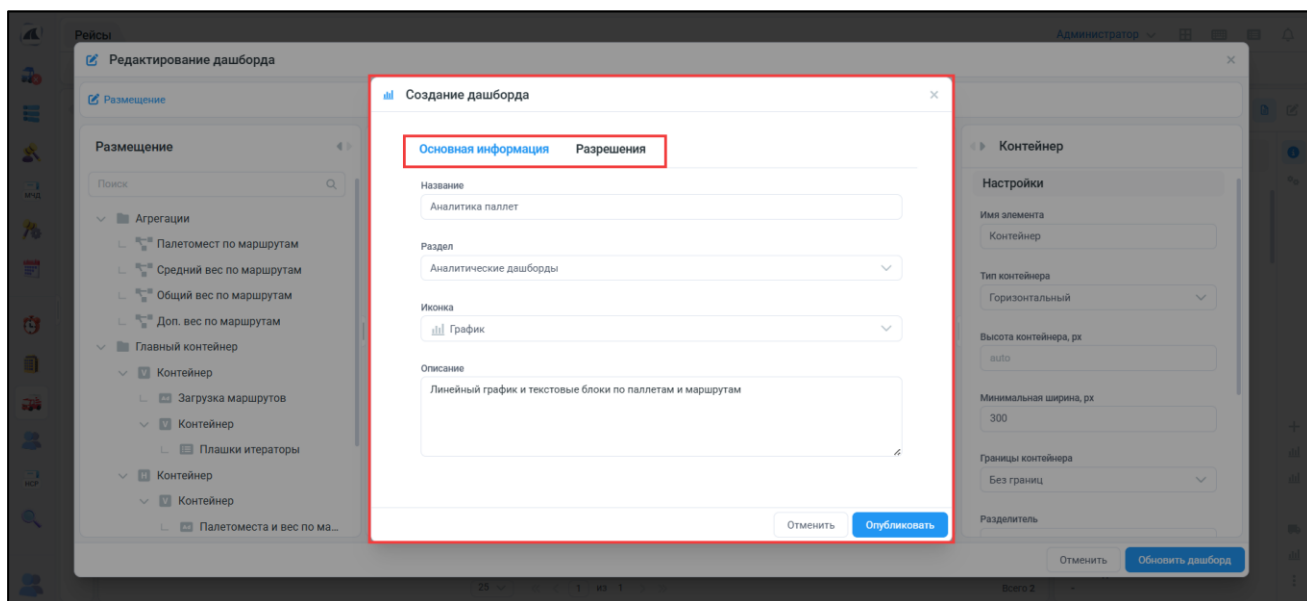 Рейсы
Администратор
Редактирование дашборда
Размещение
Размещение
Поиск
Агрегации
Палетомест по маршрутам
Средний вес по маршрутам
Общий вес по маршрутам
Доп. вес по маршрутам
Главный контейнер
Контейнер
Загрузка маршрутов
Контейнер
Плашки итераторы
Контейнер
Контейнер
Палетоместа и вес по ма...
Создание дашборда
Основная информация Разрешения
Название
Аналитика паллет
Раздел
Аналитические дашборды
Иконка
График
Описание
Линейный график и текстовые блоки по паллетам и маршрутам
Отменить Опубликовать
Контейнер
Настройки
Имя элемента
Контейнер
Тип контейнера
Горизонтальный
Высота контейнера, px
auto
Минимальная ширина, px
300
Границы контейнера
Без границ
Разделитель
Отменить Обновить дашборд
25 1 из 1
Всего 2